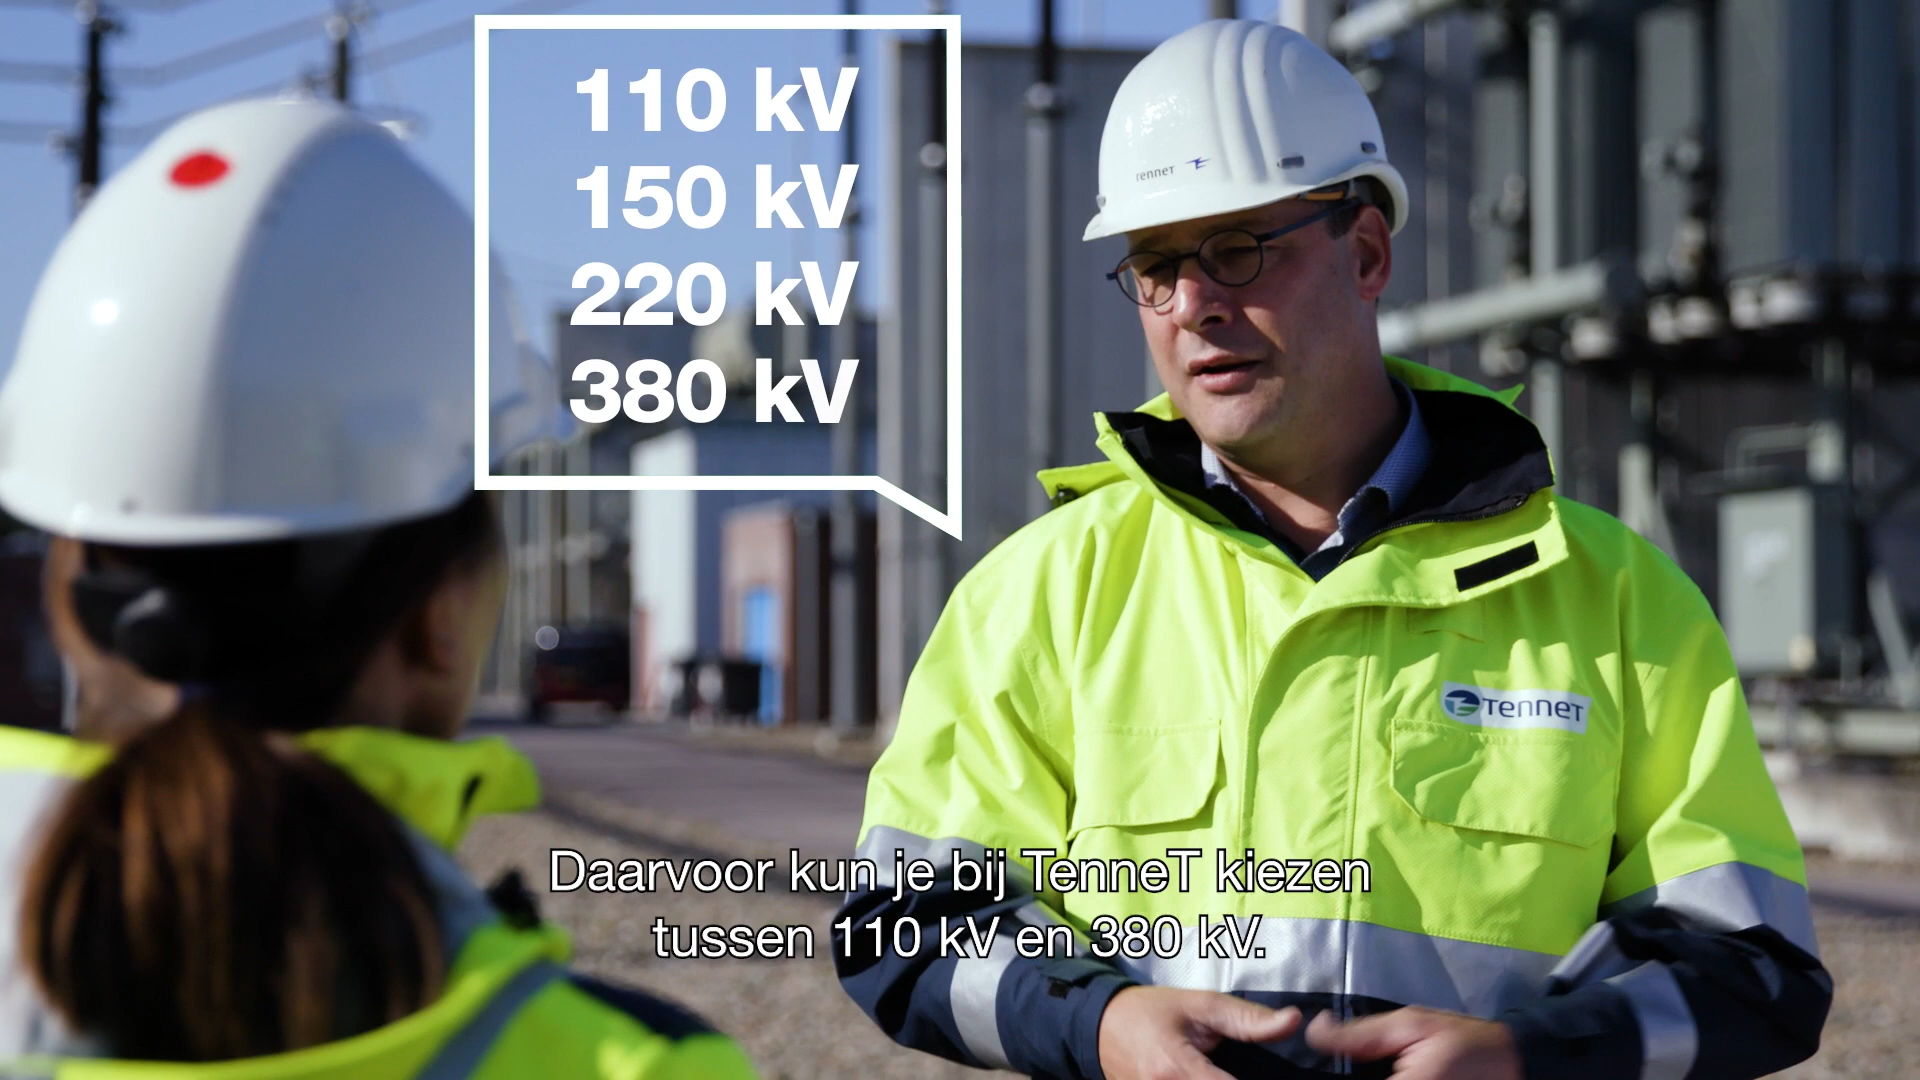 110 kV
150 kV
220 kV
380 kV
TenneT
TenneT
Daarvoor kun je bij TenneT kiezen
tussen 110 kV en 380 kV.